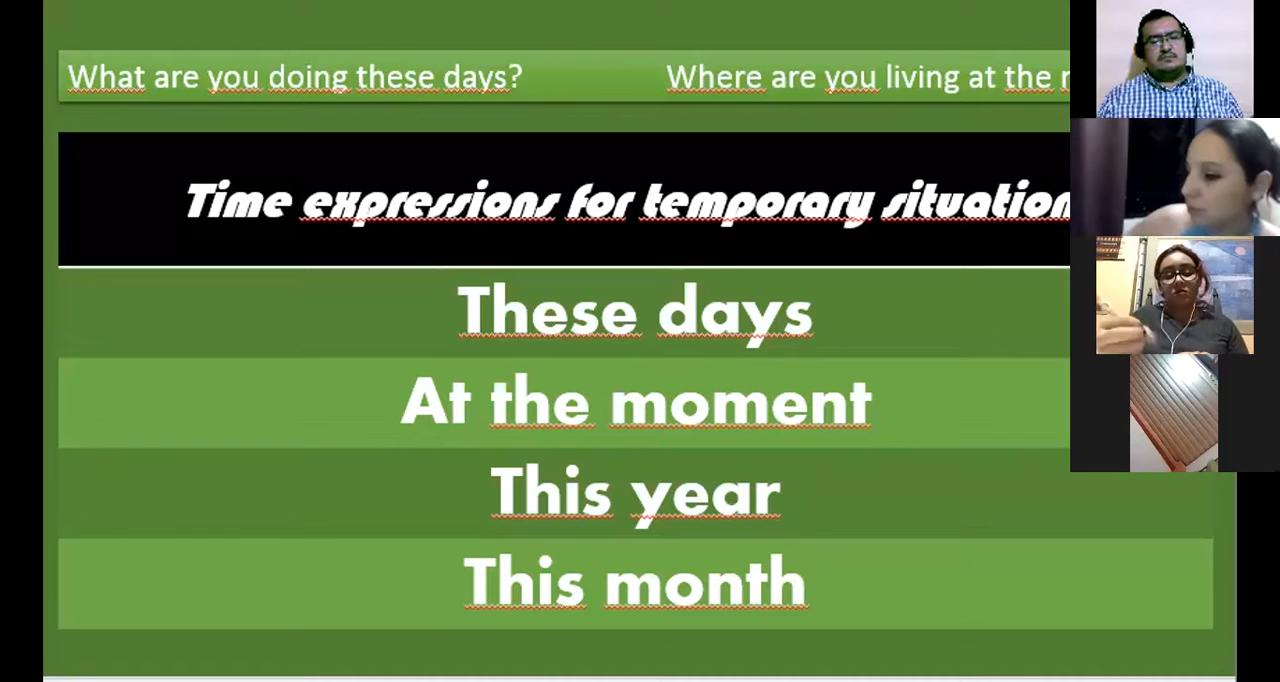 What are you doing these days? Where are you living at the
Time expressions for temporary situation
These days
At the moment
This year
This month